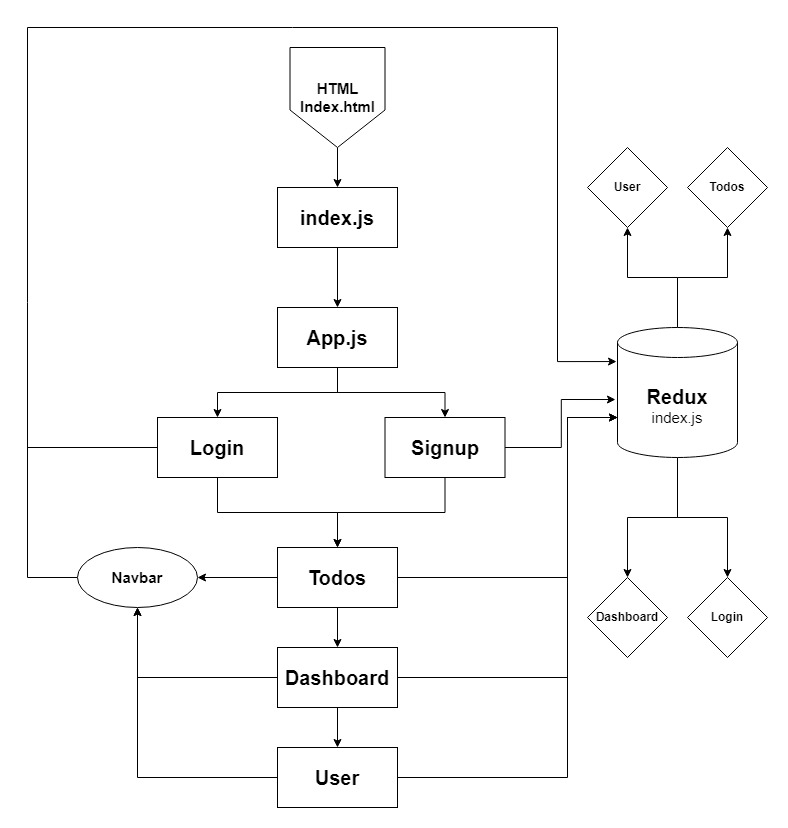 HTML
Index.html
index.js
User
Todos
App.js
Redux
index.js
Login
Signup
Navbar
Todos
Dashboard
Login
Dashboard
User